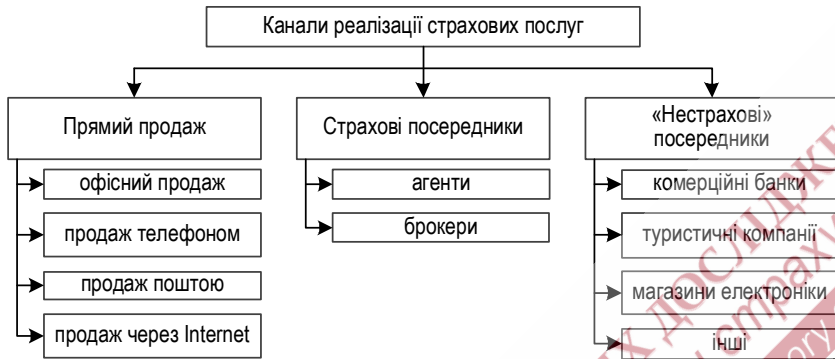 Канали реалізації страхових послуг
Прямий продаж
офісний продаж
продаж телефоном
продаж поштою
продаж через Internet
Страхові посередники
агенти
брокери
«Нестрахові»
посередники
комерційні банки
туристичні компанії
магазини електроніки
інші